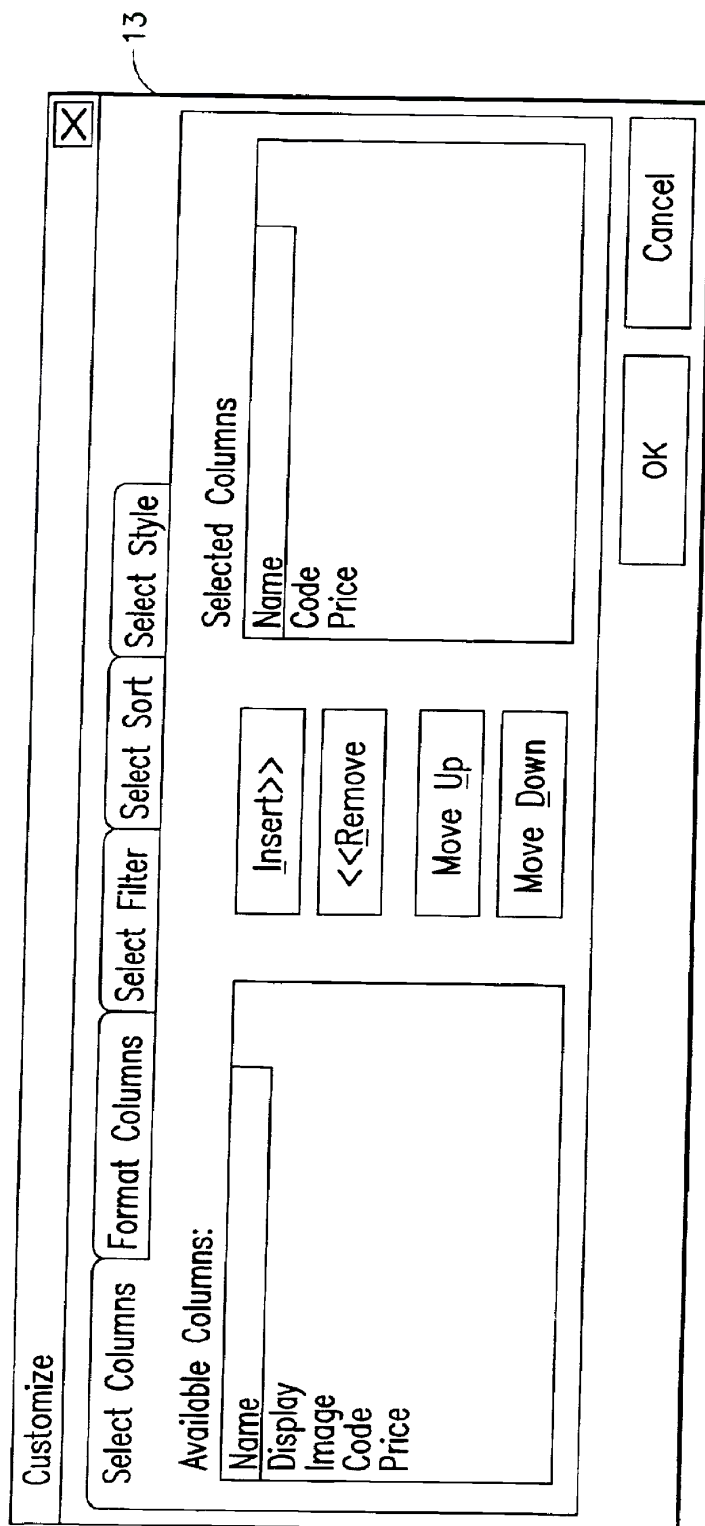 Customize
Select Columns
Format Columns
Select Filter
Select Sort
Select Style
Available Columns:
Name
Display
Image
Code
Price
Insert>>
<<Remove
Move Up
Move Down
Selected Columns
Name
Code
Price
OK
Cancel
13